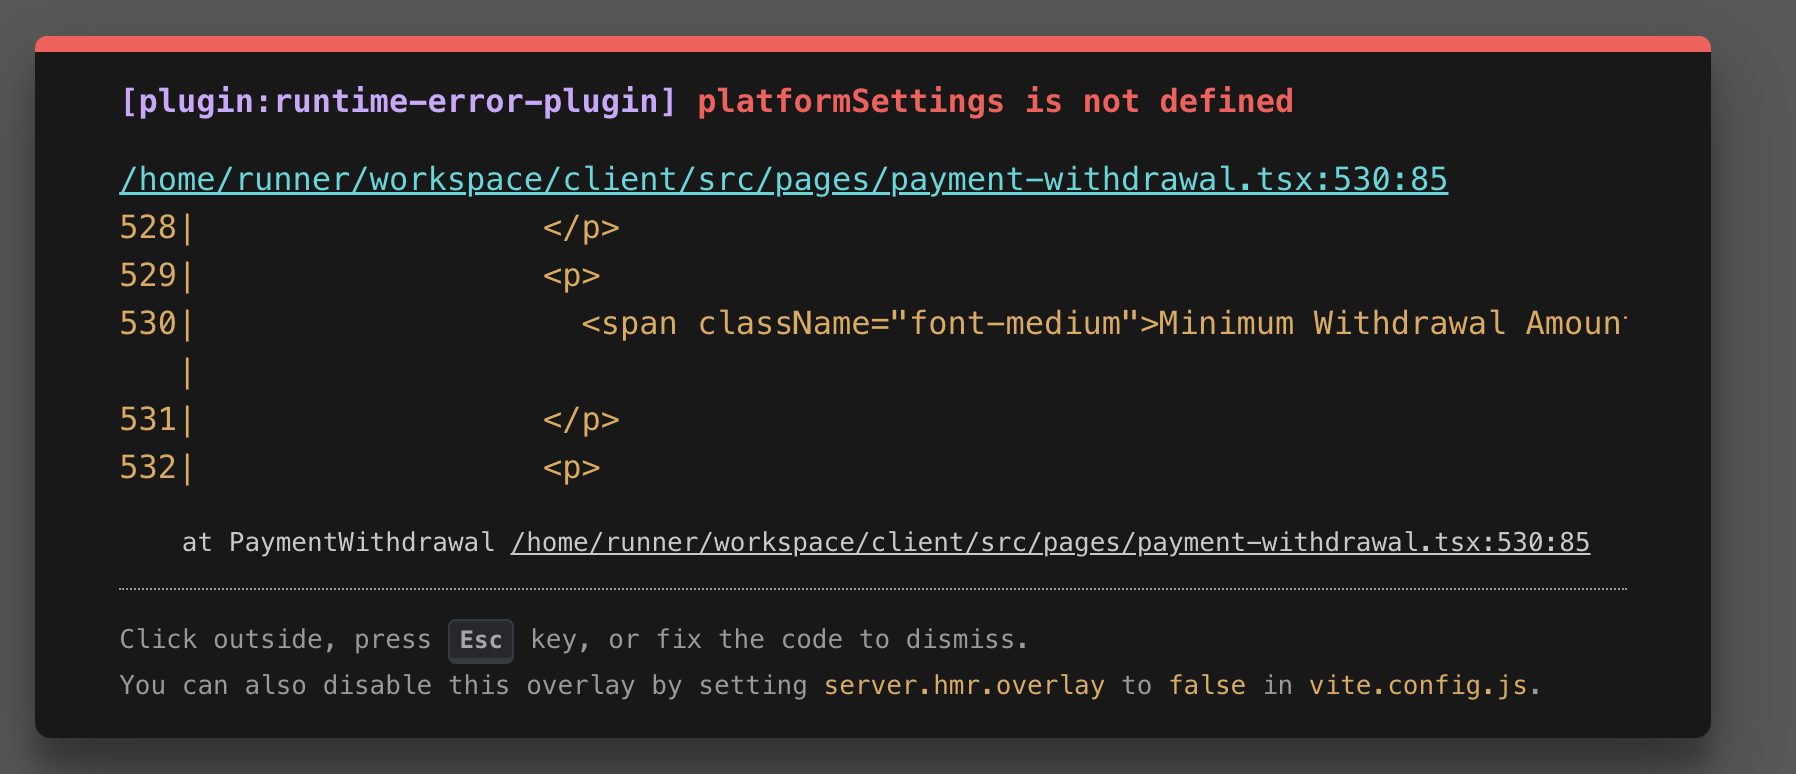 [plugin:runtime-error-plugin] platformSettings is not defined
/home/runner/workspace/client/src/pages/payment-withdrawal.tsx:530:85
528|                  </p>
529|                  <p>
530|                    <span className="font-medium">Minimum Withdrawal Amoun
   |
531|                  </p>
532|                  <p>
    at PaymentWithdrawal /home/runner/workspace/client/src/pages/payment-withdrawal.tsx:530:85
Click outside, press Esc key, or fix the code to dismiss.
You can also disable this overlay by setting server.hmr.overlay to false in vite.config.js.